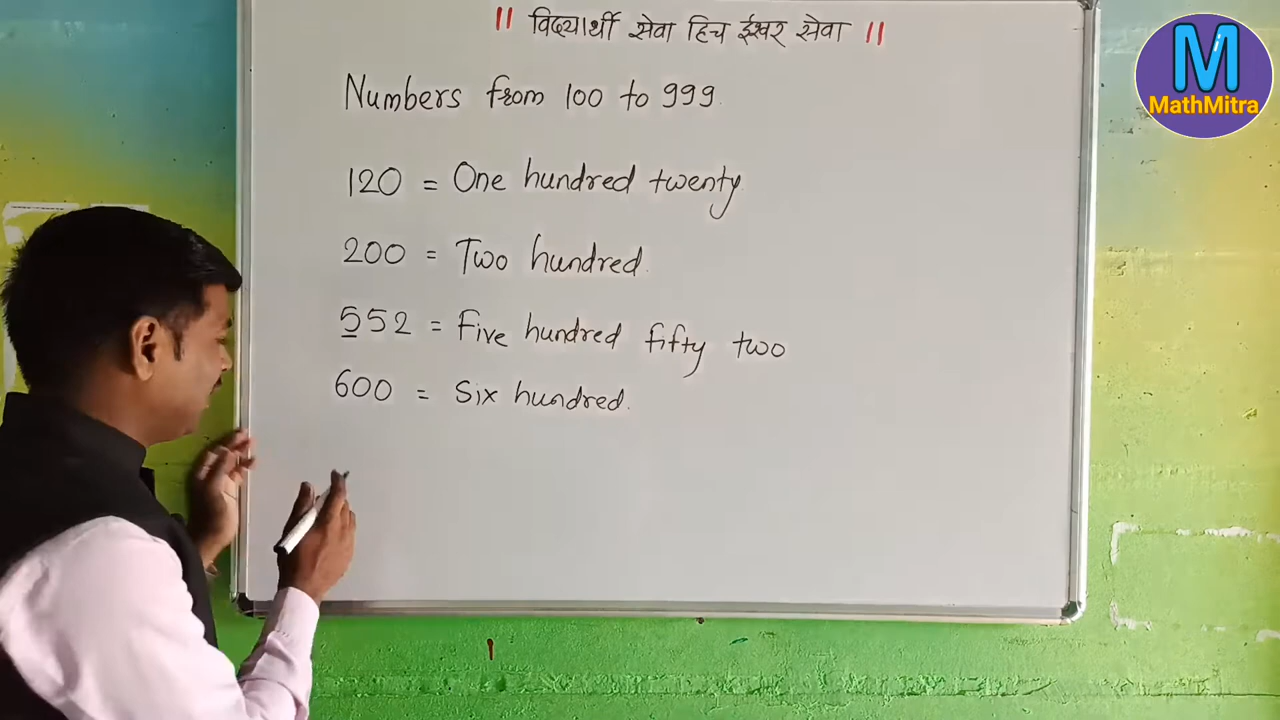 || विद्यार्थी सेवा हिच ईश्वर सेवा ||
Numbers from 100 to 999.
120 = One hundred twenty.
200 = Two hundred.
552 = Five hundred fifty two
600 = Six hundred.
M
MathMitra